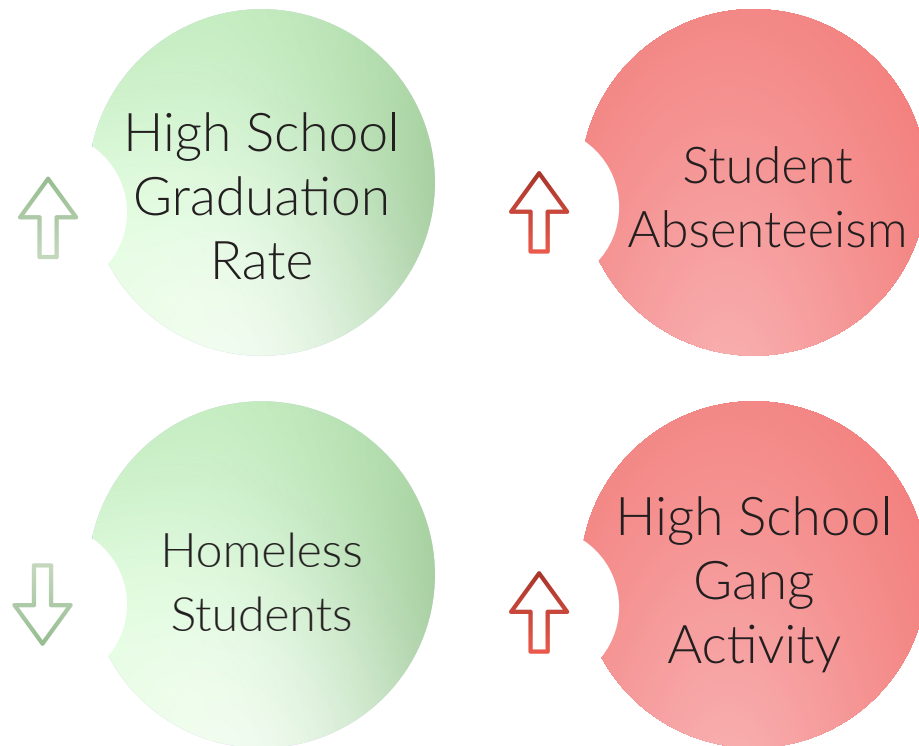 High School
Graduation
Rate
Student
Absenteeism
Homeless
Students
High School
Gang
Activity